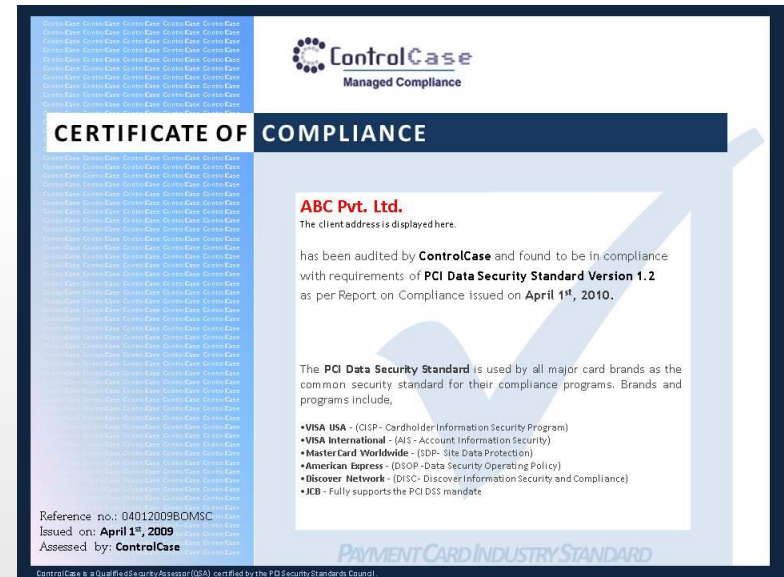 ControlCase
Managed Compliance
CERTIFICATE OF COMPLIANCE
ABC Pvt. Ltd.
The client address is displayed here.
has been audited by ControlCase and found to be in compliance
with requirements of PCI Data Security Standard Version 1.2
as per Report on Compliance issued on April 1st, 2010.
The PCI Data Security Standard is used by all major card brands as the
common security standard for their compliance programs. Brands and
programs include,
•VISA USA - (CISP - Cardholder Information Security Program)
•VISA International - (AIS - Account Information Security)
•MasterCard Worldwide - (SDP- Site Data Protection)
•American Express - (DSOP -Data Security Operating Policy)
•Discover Network - (DISC- Discover Information Security and Compliance)
•JCB - Fully supports the PCI DSS mandate
Reference no.: 04012009BOMSC
Issued on: April 1st, 2009
Assessed by: ControlCase
PAYMENT CARD INDUSTRY STANDARD
ControlCase is a Qualified Security Assessor (QSA) certified by the PCI Security Standards Council.